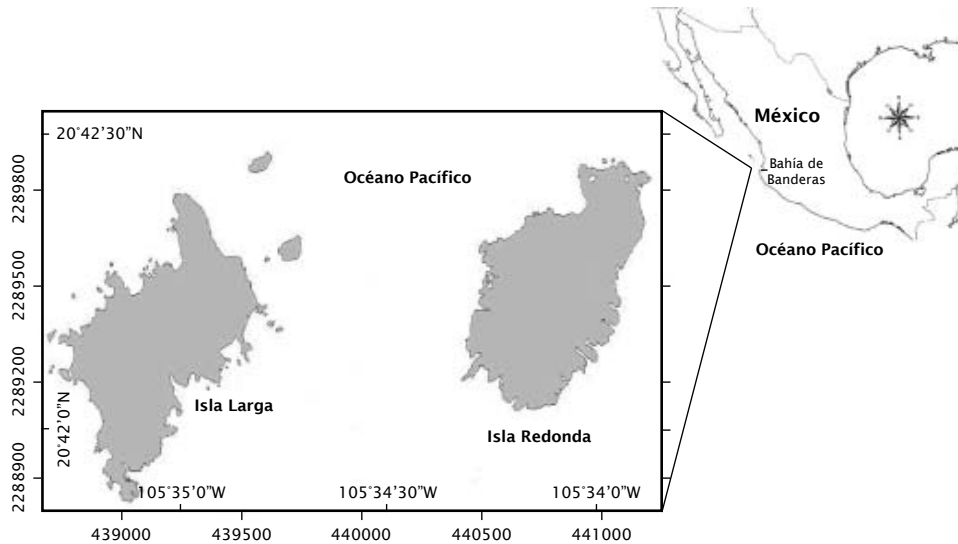 México
Bahía de
Banderas
Océano Pacífico
20°42'30"N
Océano Pacífico
2289800
2289500
2289200
2288900
20°42'0"N
Isla Larga
Isla Redonda
105°35'0"W
105°34'30"W
105°34'0"W
439000
439500
440000
440500
441000